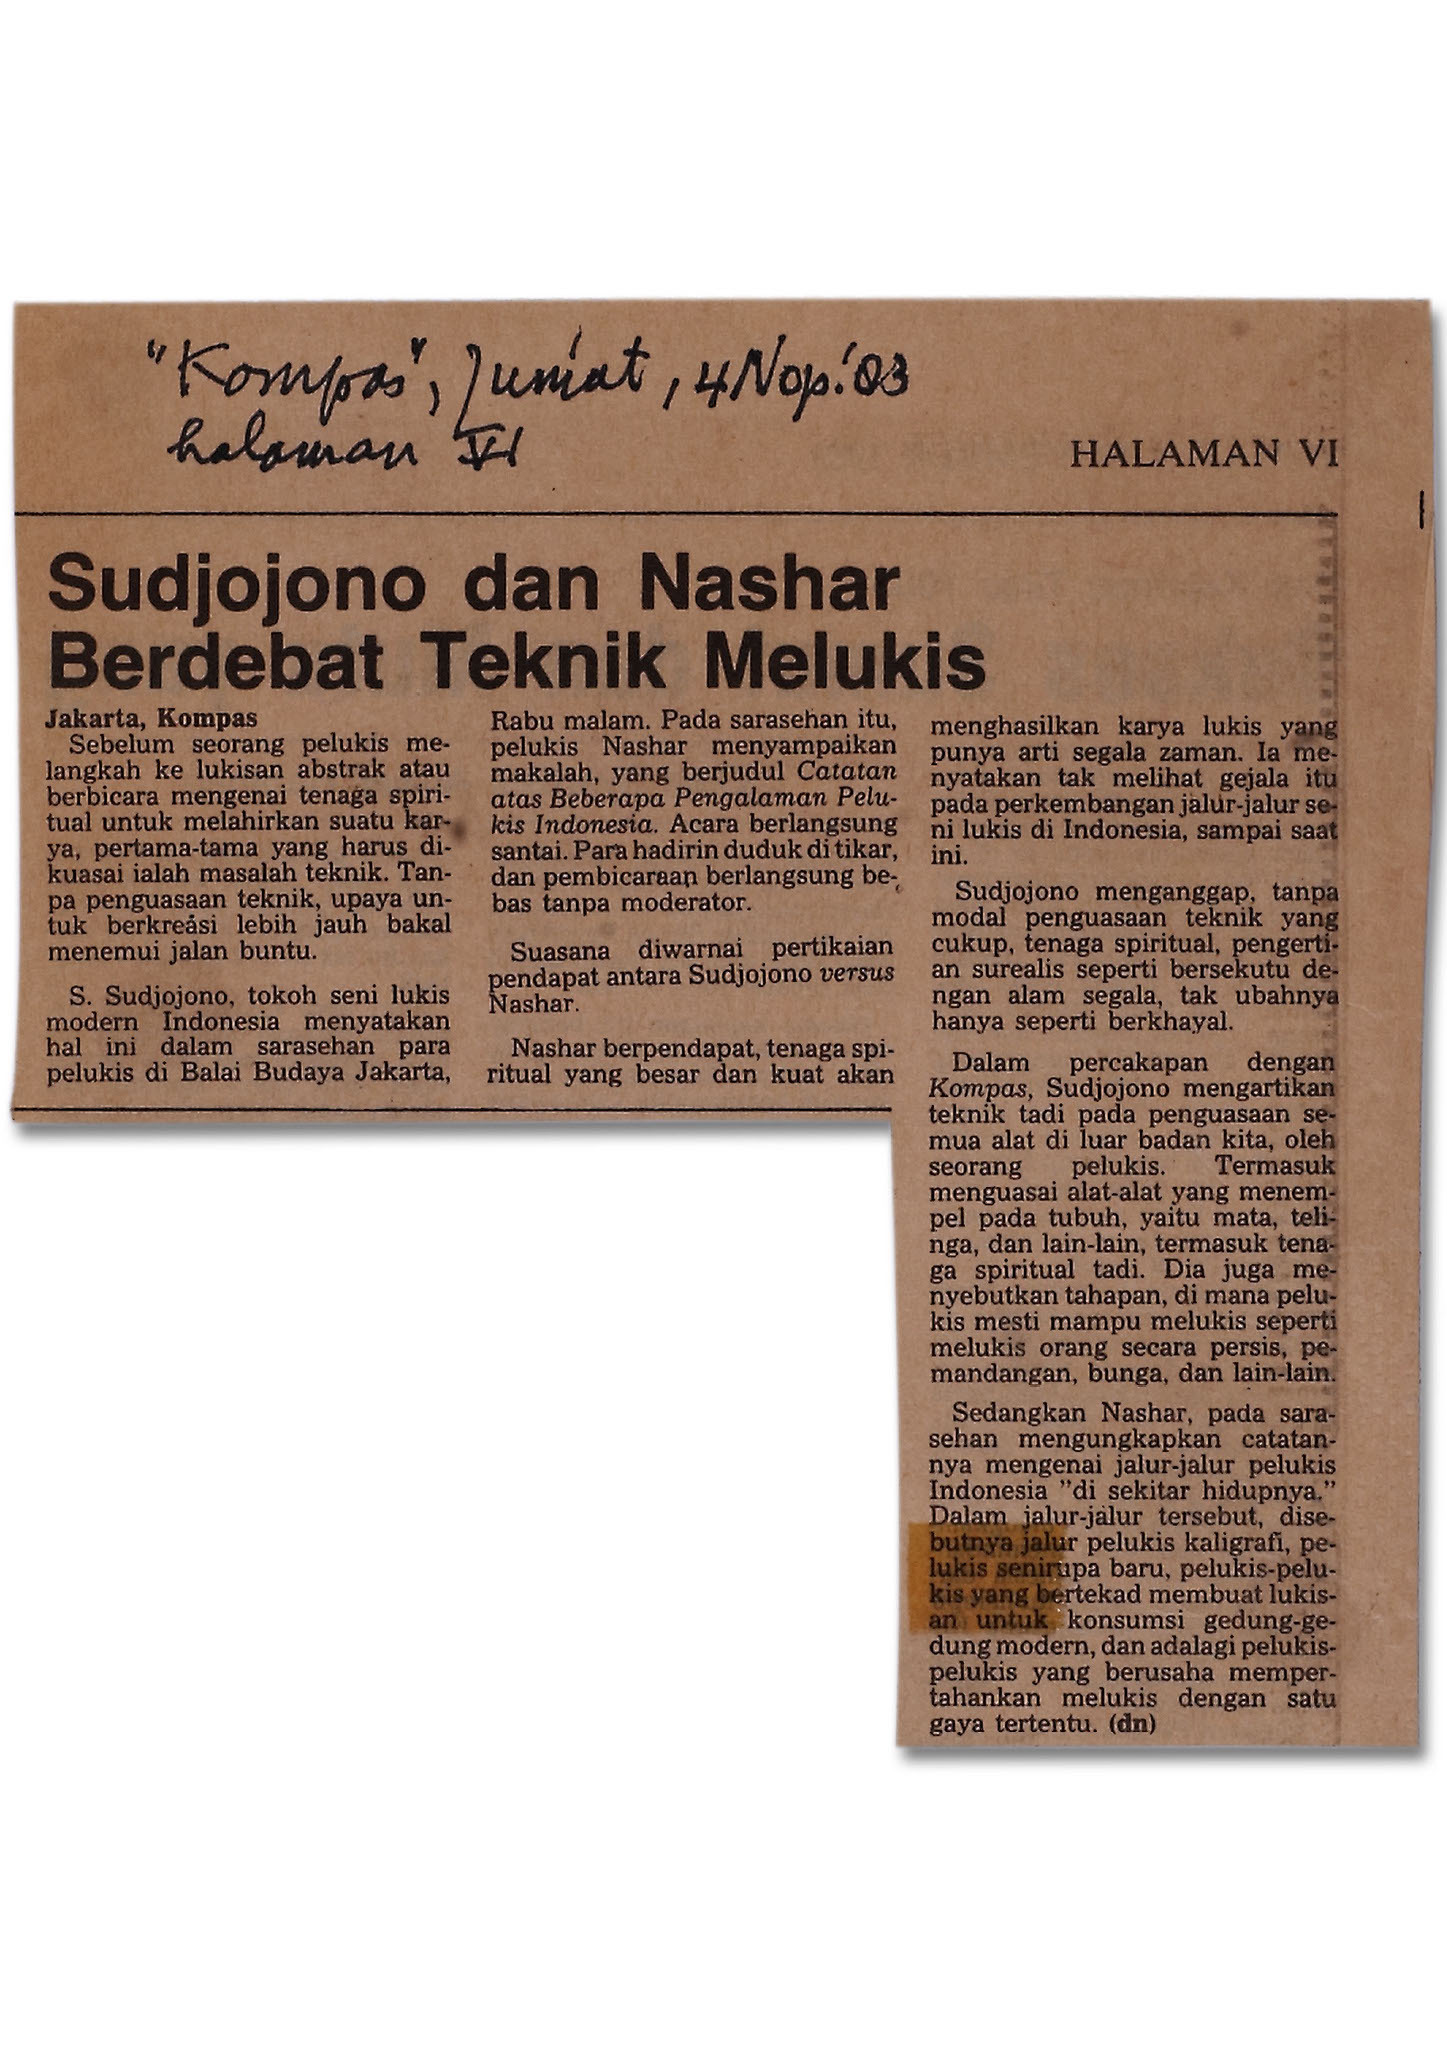 "Kompas", Jum'at, 4 Nop.'83
halaman VI
HALAMAN VI
Sudjojono dan Nashar
Berdebat Teknik Melukis
Jakarta, Kompas
Sebelum seorang pelukis me-
langkah ke lukisan abstrak atau
berbicara mengenai tenaga spiri-
tual untuk melahirkan suatu kar-
ya, pertama-tama yang harus di-
kuasai ialah masalah teknik. Tan-
pa penguasaan teknik, upaya un-
tuk berkreasi lebih jauh bakal
menemui jalan buntu.
S. Sudjojono, tokoh seni lukis
modern Indonesia menyatakan
hal ini dalam sarasehan para
pelukis di Balai Budaya Jakarta,
Rabu malam. Pada sarasehan itu,
pelukis Nashar menyampaikan
makalah, yang berjudul Catatan
atas Beberapa Pengalaman Pelu-
kis Indonesia. Acara berlangsung
santai. Para hadirin duduk di tikar,
dan pembicaraan berlangsung be-
bas tanpa moderator.
Suasana diwarnai pertikaian
pendapat antara Sudjojono versus
Nashar.
Nashar berpendapat, tenaga spi-
ritual yang besar dan kuat akan
menghasilkan karya lukis yang
punya arti segala zaman. Ia me-
nyatakan tak melihat gejala itu
pada perkembangan jalur-jalur se-
ni lukis di Indonesia, sampai saat
ini.
Sudjojono menganggap, tanpa
modal penguasaan teknik yang
cukup, tenaga spiritual, pengerti-
an surealis seperti bersekutu de-
ngan alam segala, tak ubahnya
hanya seperti berkhayal.
Dalam percakapan dengan
Kompas, Sudjojono mengartikan
teknik tadi pada penguasaan se-
mua alat di luar badan kita, oleh
seorang pelukis. Termasuk
menguasai alat-alat yang menem-
pel pada tubuh, yaitu mata, teli-
nga, dan lain-lain, termasuk tena-
ga spiritual tadi. Dia juga me-
nyebutkan tahapan, di mana pelu-
kis mesti mampu melukis seperti
melukis orang secara persis, pe-
mandangan, bunga, dan lain-lain.
Sedangkan Nashar, pada sara-
sehan mengungkapkan catatan-
nya mengenai jalur-jalur pelukis
Indonesia "di sekitar hidupnya."
Dalam jalur-jalur tersebut, dise-
butnya jalur pelukis kaligrafi, pe-
lukis senirupa baru, pelukis-pelu-
kis yang bertekad membuat lukis-
an untuk konsumsi gedung-ge-
dung modern, dan adalagi pelukis-
pelukis yang berusaha memper-
tahankan melukis dengan satu
gaya tertentu. (dn)